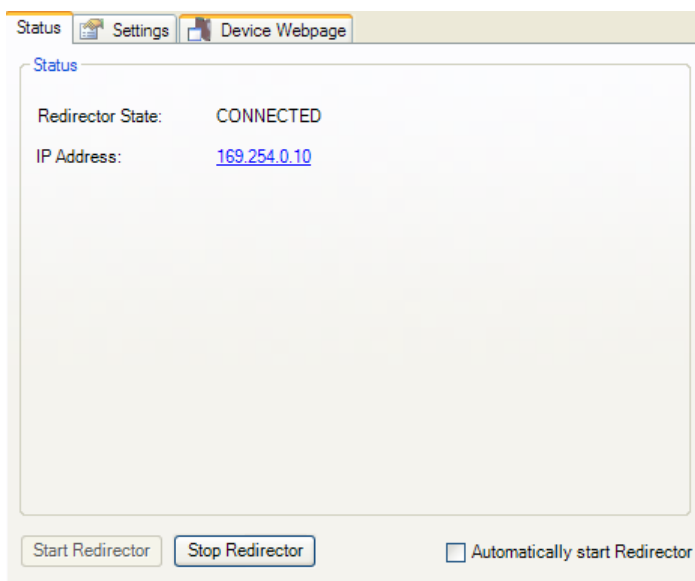 Status Settings Device Webpage
Status
Redirector State: CONNECTED
IP Address: 169.254.0.10
Start Redirector Stop Redirector Automatically start Redirector